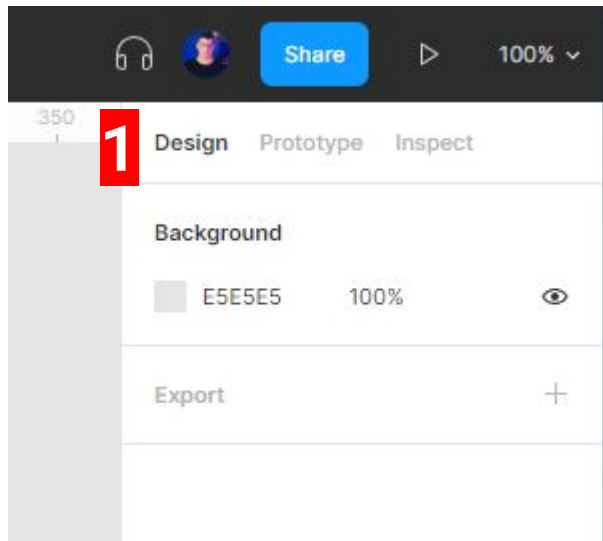 Share 100%
350
1 Design Prototype Inspect
Background
E5E5E5 100%
Export